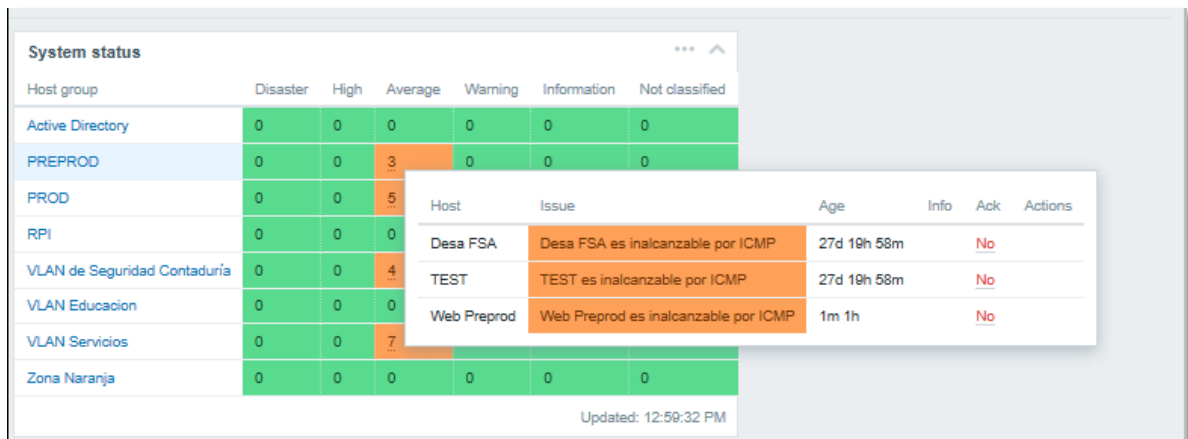 System status
Host group Disaster High Average Warning Information Not classified
Active Directory 0 0 0 0 0 0
PREPROD 0 0 3 0 0 0
PROD 0 0 5
RPI 0 0 0
VLAN de Seguridad Contaduría 0 0 4
VLAN Educacion 0 0 0
VLAN Servicios 0 0 7
Zona Naranja 0 0 0 0 0 0
Updated: 12:59:32 PM
Host Issue Age Info Ack Actions
Desa FSA Desa FSA es inalcanzable por ICMP 27d 19h 58m No
TEST TEST es inalcanzable por ICMP 27d 19h 58m No
Web Preprod Web Preprod es inalcanzable por ICMP 1m 1h No